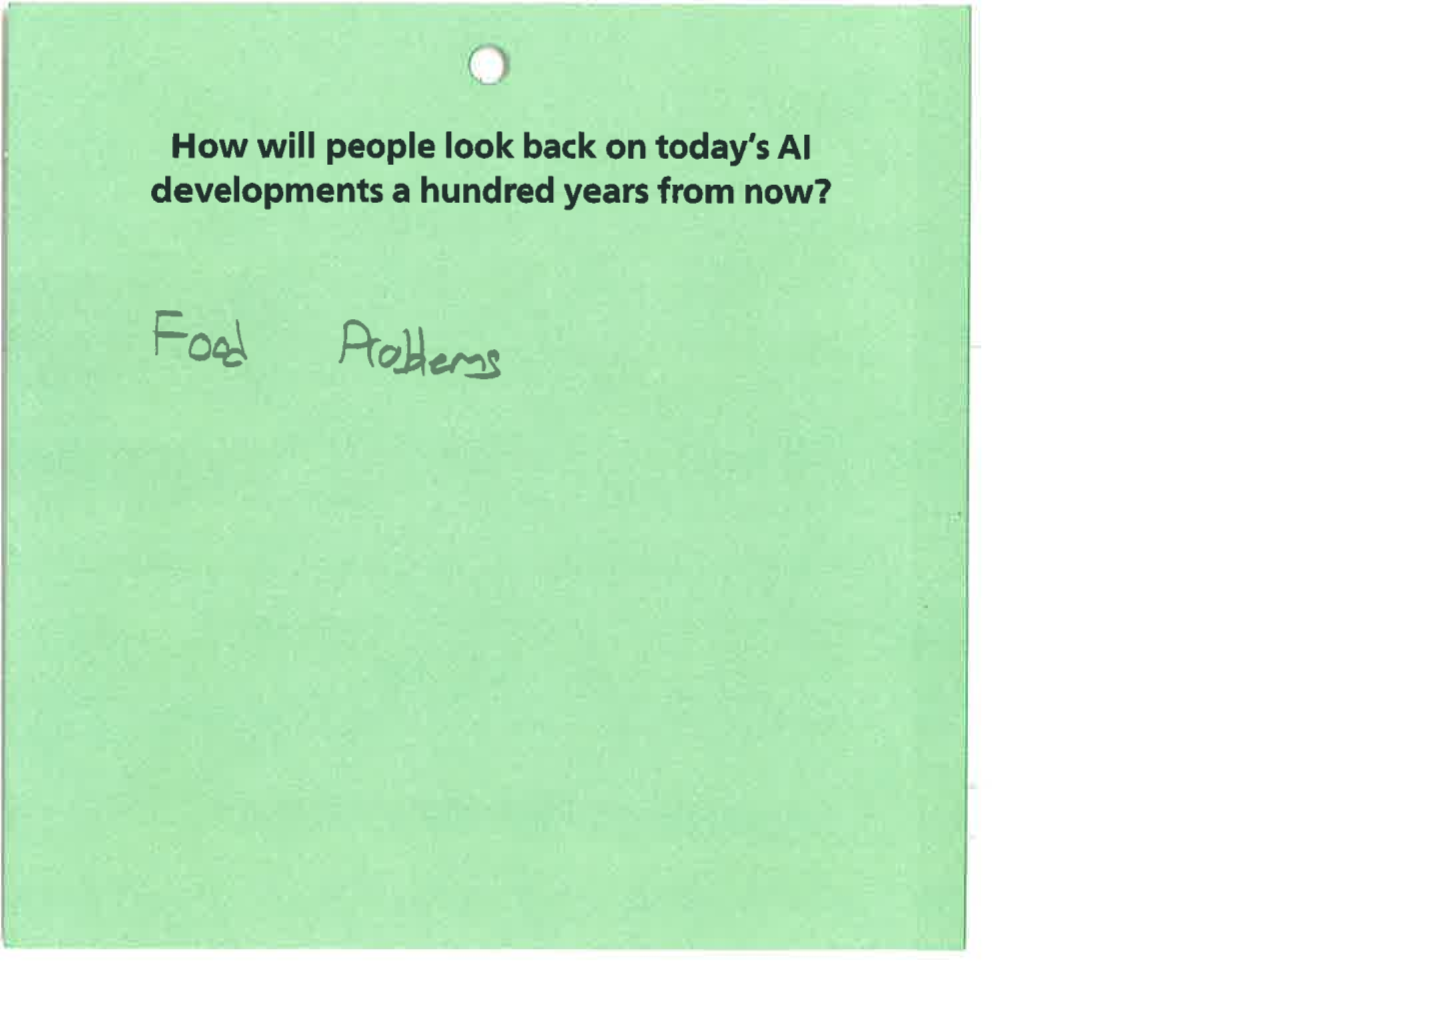 How will people look back on today's AI
developments a hundred years from now?
Food Problems